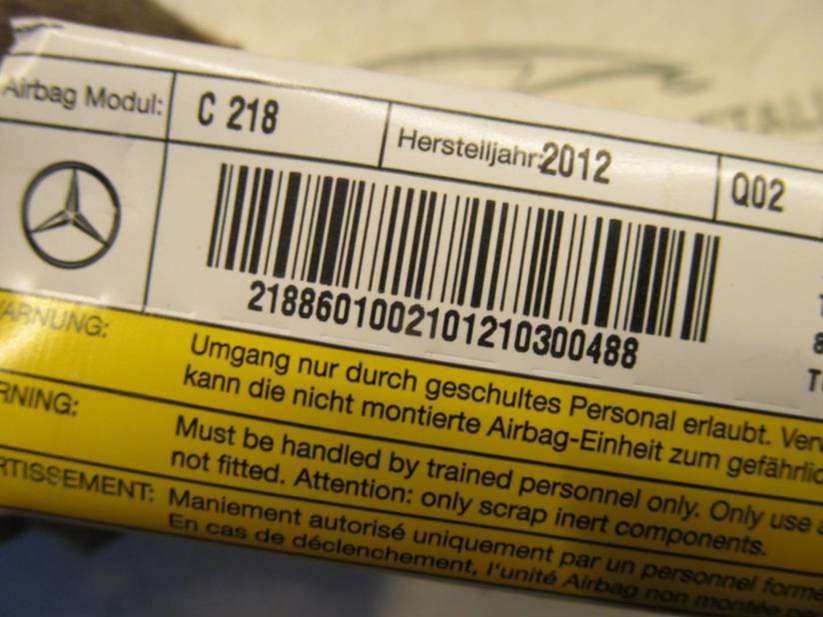 Airbag Modul: C 218 Herstelljahr: 2012 Q02
2188601002101210300488
WARNUNG: Umgang nur durch geschultes Personal erlaubt.
kann die nicht montierte Airbag-Einheit zum
Must be handled by trained personnel only. Only use
not fitted. Attention: only scrap inert components.
Maniement autorisé uniquement par un personnel
En cas de déclenchement, l'unité Airbag non